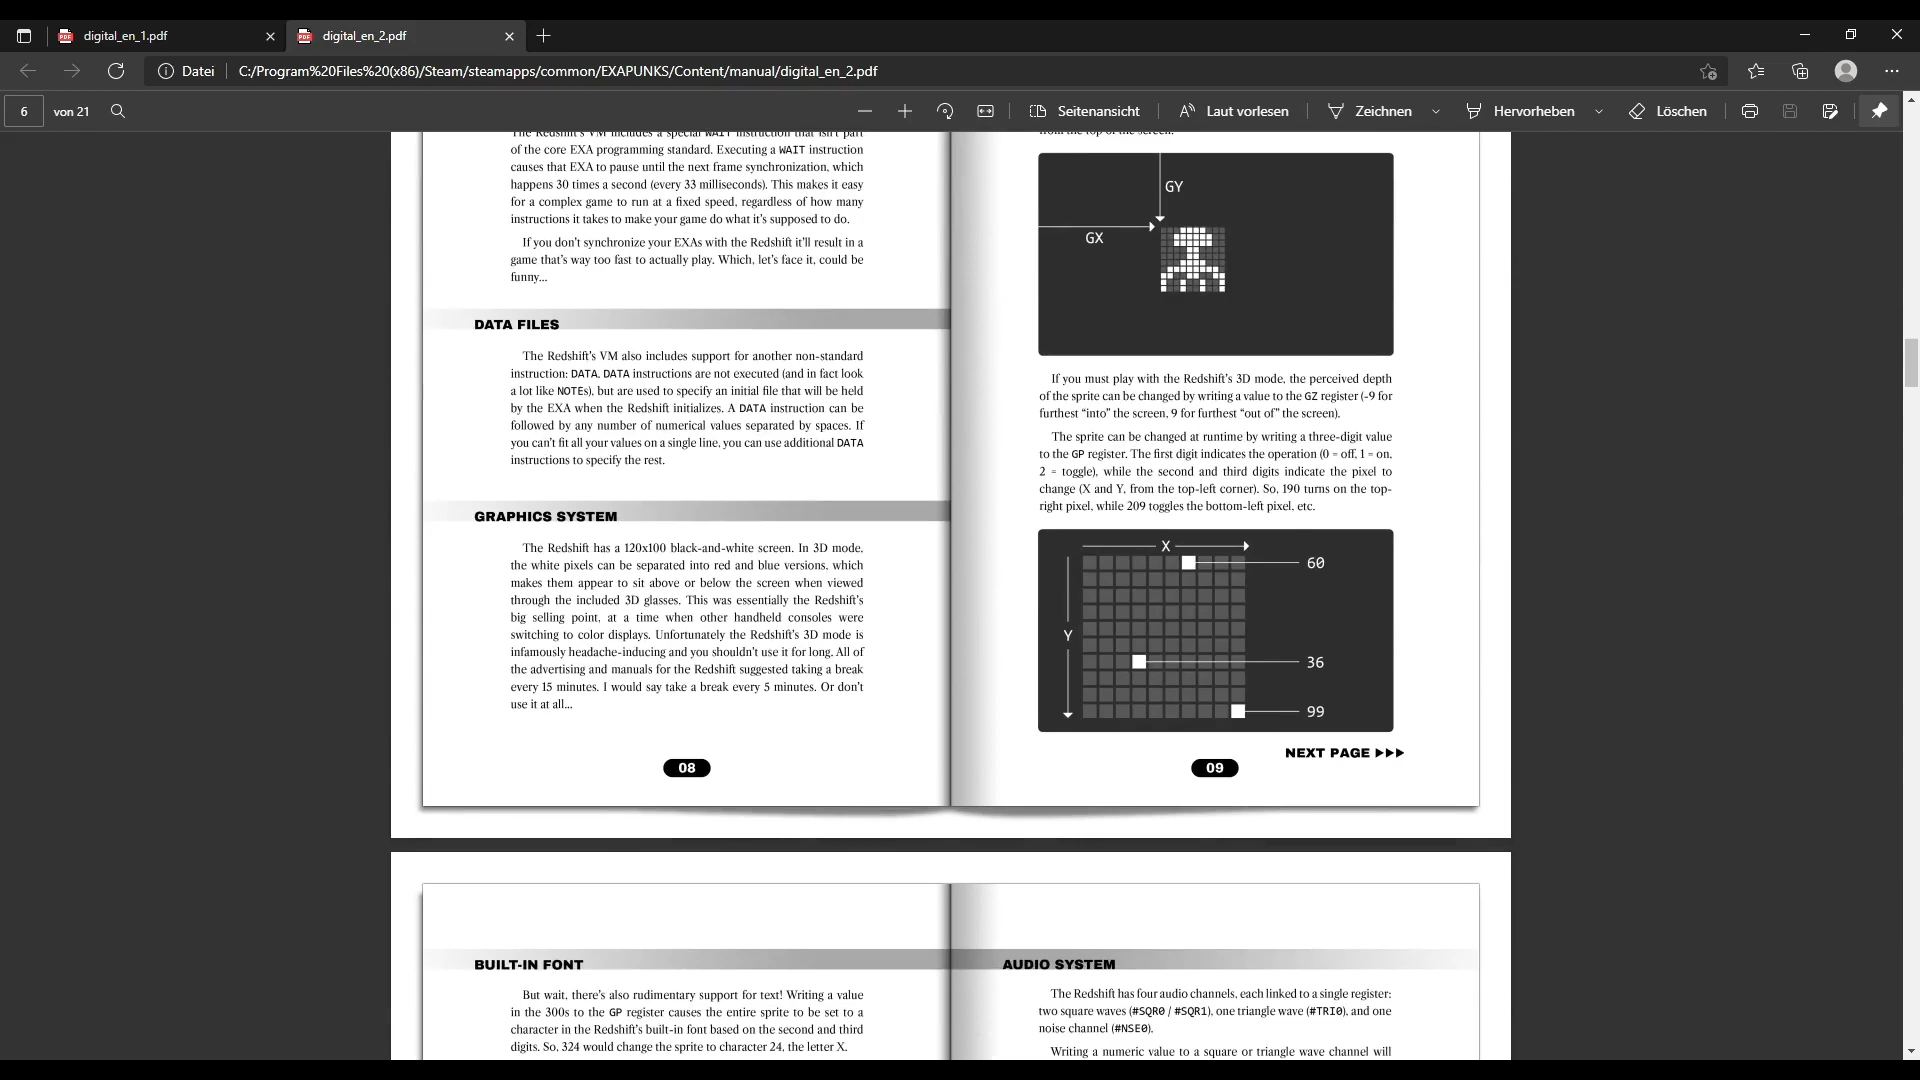 digital_en_1.pdf
digital_en_2.pdf
Datei
C:/Program%20Files%20(x86)/Steam/steamapps/common/EXAPUNKS/Content/manual/digital_en_2.pdf
6 von 21
Seitenansicht
Laut vorlesen
Zeichnen
Hervorheben
Löschen
The Redshift's VM includes a special WAIT instruction that isn't part
of the core EXA programming standard. Executing a WAIT instruction
causes that EXA to pause until the next frame synchronization, which
happens 30 times a second (every 33 milliseconds). This makes it easy
for a complex game to run at a fixed speed, regardless of how many
instructions it takes to make your game do what it's supposed to do.
If you don't synchronize your EXAs with the Redshift it'll result in a
game that's way too fast to actually play. Which, let's face it, could be
funny...
DATA FILES
The Redshift's VM also includes support for another non-standard
instruction: DATA. DATA instructions are not executed (and in fact look
a lot like NOTEs), but are used to specify an initial file that will be held
by the EXA when the Redshift initializes. A DATA instruction can be
followed by any number of numerical values separated by spaces. If
you can't fit all your values on a single line, you can use additional DATA
instructions to specify the rest.
GRAPHICS SYSTEM
The Redshift has a 120x100 black-and-white screen. In 3D mode,
the white pixels can be separated into red and blue versions, which
makes them appear to sit above or below the screen when viewed
through the included 3D glasses. This was essentially the Redshift's
big selling point, at a time when other handheld consoles were
switching to color displays. Unfortunately the Redshift's 3D mode is
infamously headache-inducing and you shouldn't use it for long. All of
the advertising and manuals for the Redshift suggested taking a break
every 15 minutes. I would say take a break every 5 minutes. Or don't
use it at all...
08
from the top of the screen.
GY
GX
If you must play with the Redshift's 3D mode, the perceived depth
of the sprite can be changed by writing a value to the GZ register (-9 for
furthest “into” the screen, 9 for furthest “out of” the screen).
The sprite can be changed at runtime by writing a three-digit value
to the GP register. The first digit indicates the operation (0 = off, 1 = on,
2 = toggle), while the second and third digits indicate the pixel to
change (X and Y, from the top-left corner). So, 190 turns on the top-
right pixel, while 209 toggles the bottom-left pixel, etc.
X
60
Y
36
99
NEXT PAGE
09
BUILT-IN FONT
But wait, there's also rudimentary support for text! Writing a value
in the 300s to the GP register causes the entire sprite to be set to a
character in the Redshift's built-in font based on the second and third
digits. So, 324 would change the sprite to character 24, the letter X.
AUDIO SYSTEM
The Redshift has four audio channels, each linked to a single register:
two square waves (#SQR0 / #SQR1), one triangle wave (#TRI0), and one
noise channel (#NSE0).
Writing a numeric value to a square or triangle wave channel will